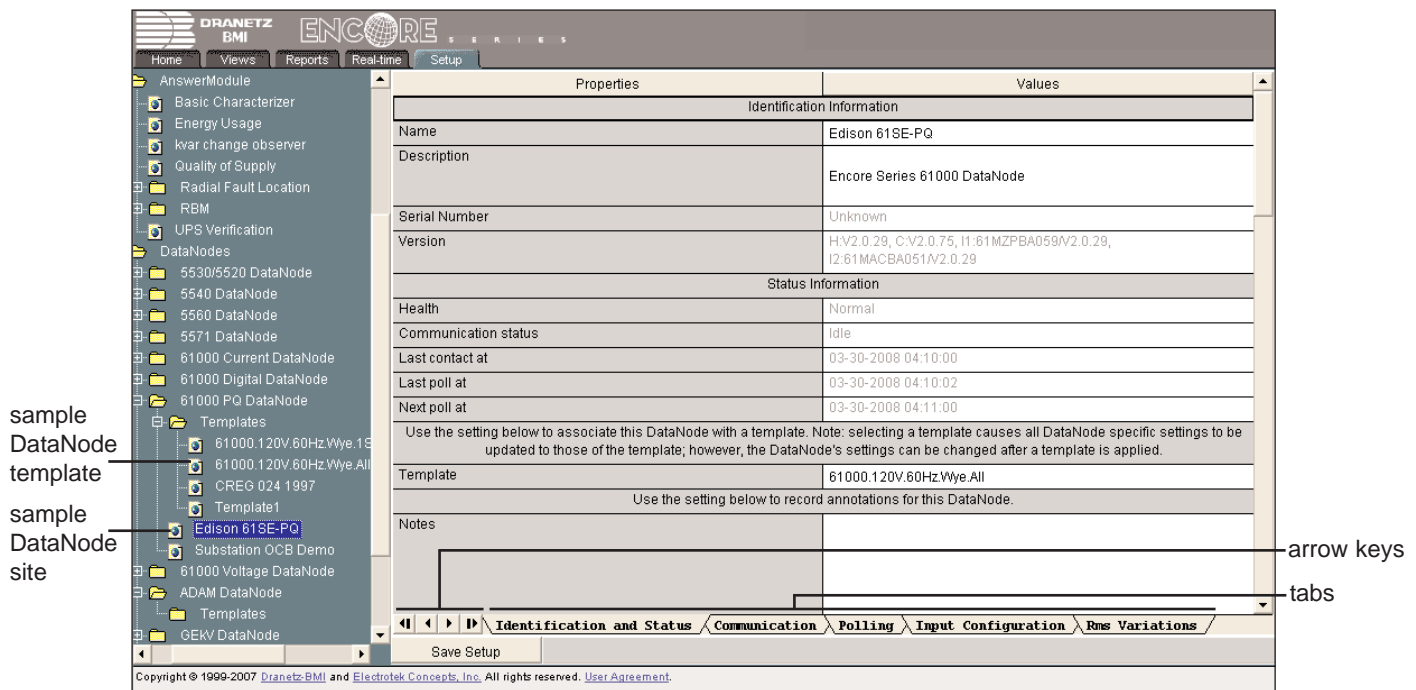 DRANETZ
BMI
ENCORE
SERIES
Home
Views
Reports
Real-time
Setup
AnswerModule
Basic Characterizer
Energy Usage
kvar change observer
Quality of Supply
Radial Fault Location
RBM
UPS Verification
DataNodes
5530/5520 DataNode
5540 DataNode
5560 DataNode
5571 DataNode
61000 Current DataNode
61000 Digital DataNode
61000 PQ DataNode
Templates
61000.120V.60Hz.Wye.1S
61000.120V.60Hz.Wye.All
CREG 024 1997
Template1
Edison 61SE-PQ
Substation OCB Demo
61000 Voltage DataNode
ADAM DataNode
Templates
GEKV DataNode
sample
DataNode
template
sample
DataNode
site
Properties
Values
Identification Information
Name
Edison 61SE-PQ
Description
Encore Series 61000 DataNode
Serial Number
Unknown
Version
H:V2.0.29, C:V2.0.75, I1:61MZPBA059/V2.0.29,
I2:61MACBA051/V2.0.29
Status Information
Health
Normal
Communication status
Idle
Last contact at
03-30-2008 04:10:00
Last poll at
03-30-2008 04:10:02
Next poll at
03-30-2008 04:11:00
Use the setting below to associate this DataNode with a template. Note: selecting a template causes all DataNode specific settings to be
updated to those of the template; however, the DataNode's settings can be changed after a template is applied.
Template
61000.120V.60Hz.Wye.All
Use the setting below to record annotations for this DataNode.
Notes
arrow keys
tabs
Identification and Status
Communication
Polling
Input Configuration
Rms Variations
Save Setup
Copyright © 1999-2007 Dranetz-BMI and Electrotek Concepts, Inc. All rights reserved. User Agreement.